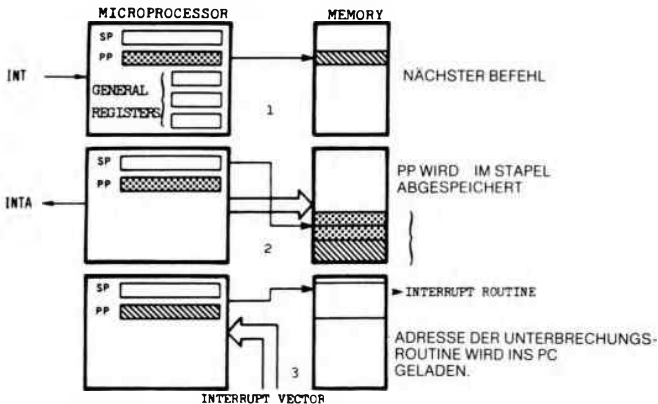 MICROPROCESSOR
MEMORY
SP
PP
INT
GENERAL
REGISTERS
1
NÄCHSTER BEFEHL
SP
PP
INTA
2
PP WIRD IM STAPEL
ABGESPEICHERT
SP
PP
INTERRUPT ROUTINE
ADRESSE DER UNTERBRECHUNGS-
ROUTINE WIRD INS PC
GELADEN.
3
INTERRUPT VECTOR